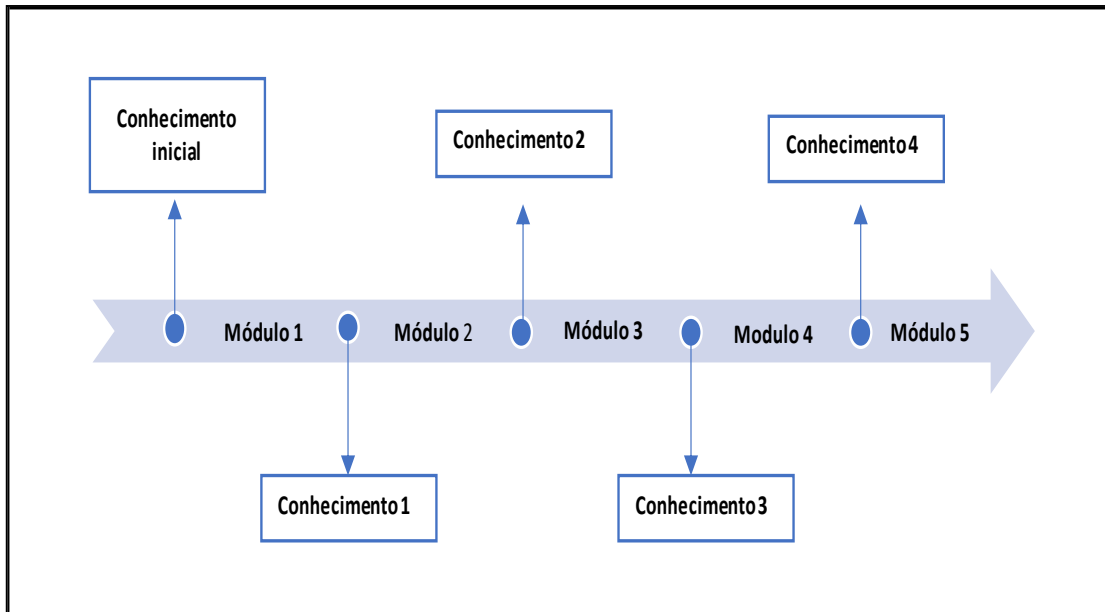 Conhecimento
inicial
Conhecimento 2
Conhecimento 4
Módulo 1
Módulo 2
Módulo 3
Modulo 4
Módulo 5
Conhecimento 1
Conhecimento 3